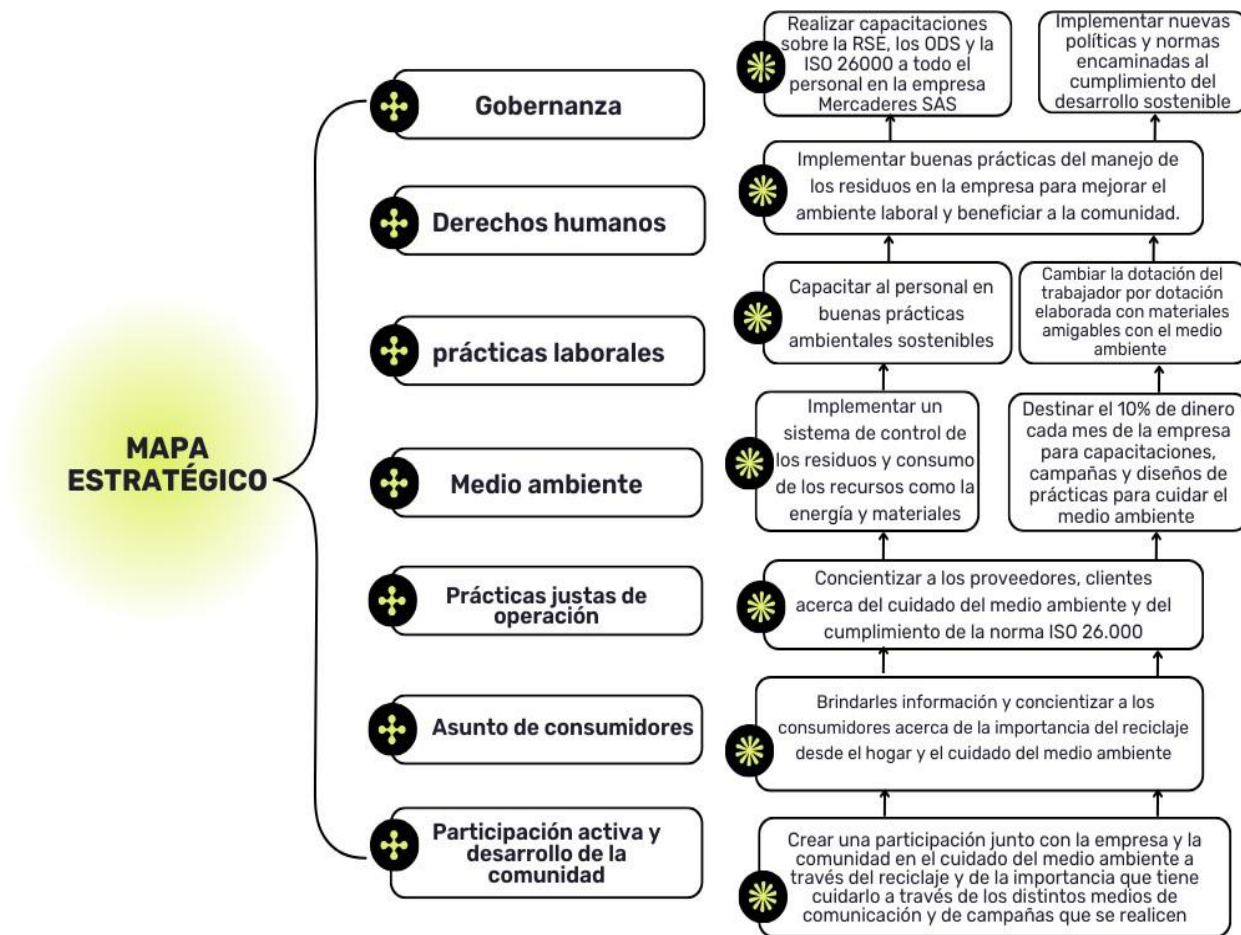 MAPA
ESTRATÉGICO
Gobernanza
Realizar capacitaciones
sobre la RSE, los ODS y la
ISO 26000 a todo el
personal en la empresa
Mercaderes SAS
Implementar nuevas
políticas y normas
encaminadas al
cumplimiento del
desarrollo sostenible
Derechos humanos
Implementar buenas prácticas del manejo de
los residuos en la empresa para mejorar el
ambiente laboral y beneficiar a la comunidad.
prácticas laborales
Capacitar al personal en
buenas prácticas
ambientales sostenibles
Cambiar la dotación del
trabajador por dotación
elaborada con materiales
amigables con el medio
ambiente
Medio ambiente
Implementar un
sistema de control de
los residuos y consumo
de los recursos como la
energía y materiales
Destinar el 10% de dinero
cada mes de la empresa
para capacitaciones,
campañas y diseños de
prácticas para cuidar el
medio ambiente
Prácticas justas de
operación
Concientizar a los proveedores, clientes
acerca del cuidado del medio ambiente y del
cumplimiento de la norma ISO 26.000
Asunto de consumidores
Brindarles información y concientizar a los
consumidores acerca de la importancia del reciclaje
desde el hogar y el cuidado del medio ambiente
Participación activa y
desarrollo de la
comunidad
Crear una participación junto con la empresa y la
comunidad en el cuidado del medio ambiente a
través del reciclaje y de la importancia que tiene
cuidarlo a través de los distintos medios de
comunicación y de campañas que se realicen